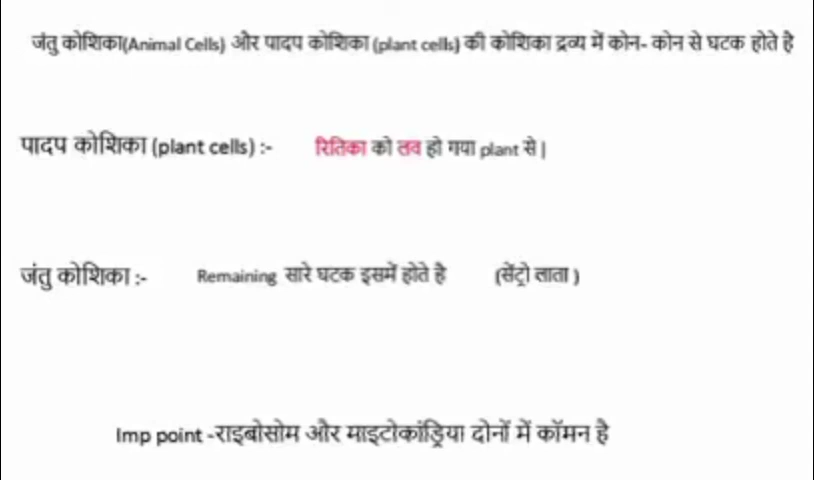 जंतु कोशिका(Animal Cells) और पादप कोशिका (plant cells) की कोशिका द्रव्य में कोन- कोन से घटक होते है
पादप कोशिका (plant cells) :- रितिका को लव हो गया plant से |
जंतु कोशिका :- Remaining सारे घटक इसमें होते है (सेंट्रो लाता )
Imp point -राइबोसोम और माइटोकांड्रिया दोनों में कॉमन है